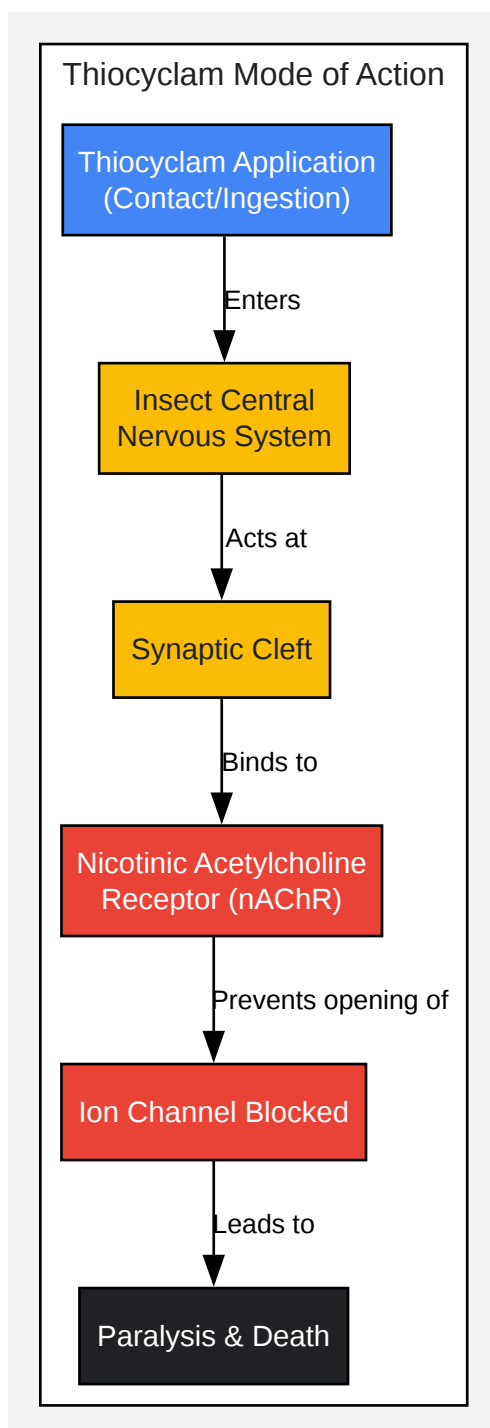 Thiocyclam Mode of Action
Thiocyclam Application
(Contact/Ingestion)
Enters
Insect Central
Nervous System
Acts at
Synaptic Cleft
Binds to
Nicotinic Acetylcholine
Receptor (nAChR)
Prevents opening of
Ion Channel Blocked
Leads to
Paralysis & Death